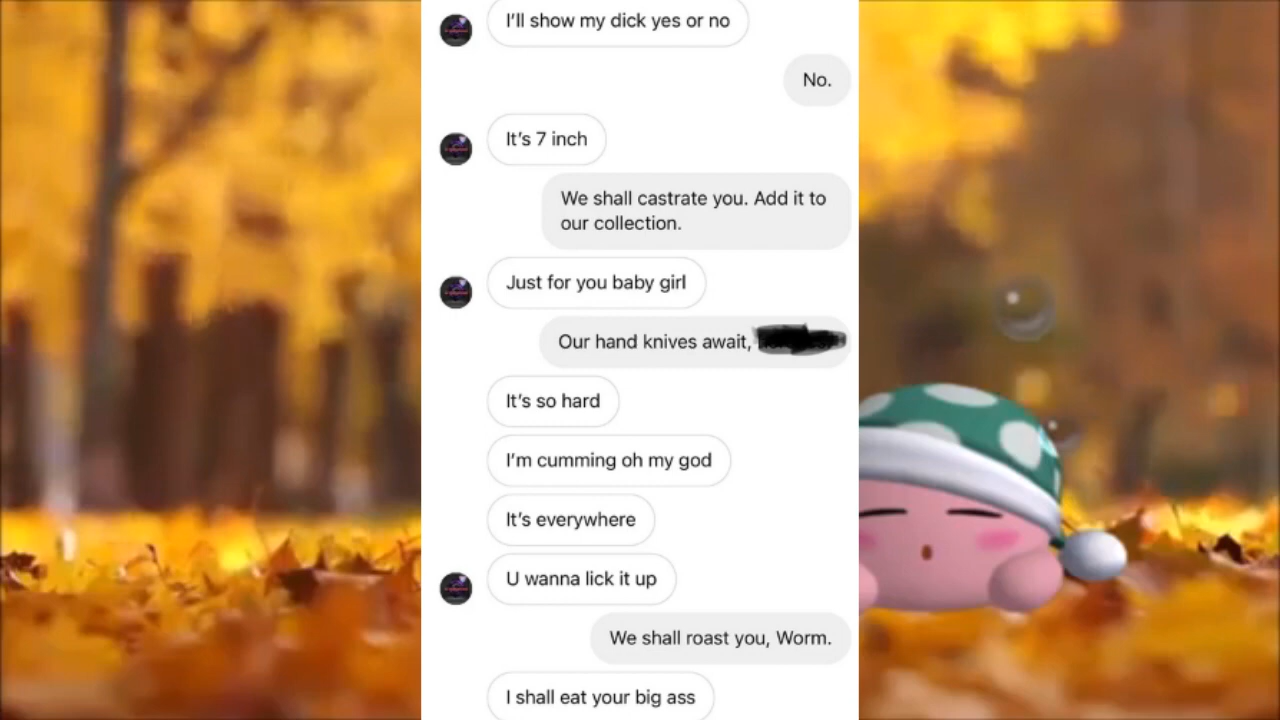 I'll show my dick yes or no
No.
It's 7 inch
We shall castrate you. Add it to
our collection.
Just for you baby girl
Our hand knives await,
It's so hard
I'm cumming oh my god
It's everywhere
U wanna lick it up
We shall roast you, Worm.
I shall eat your big ass